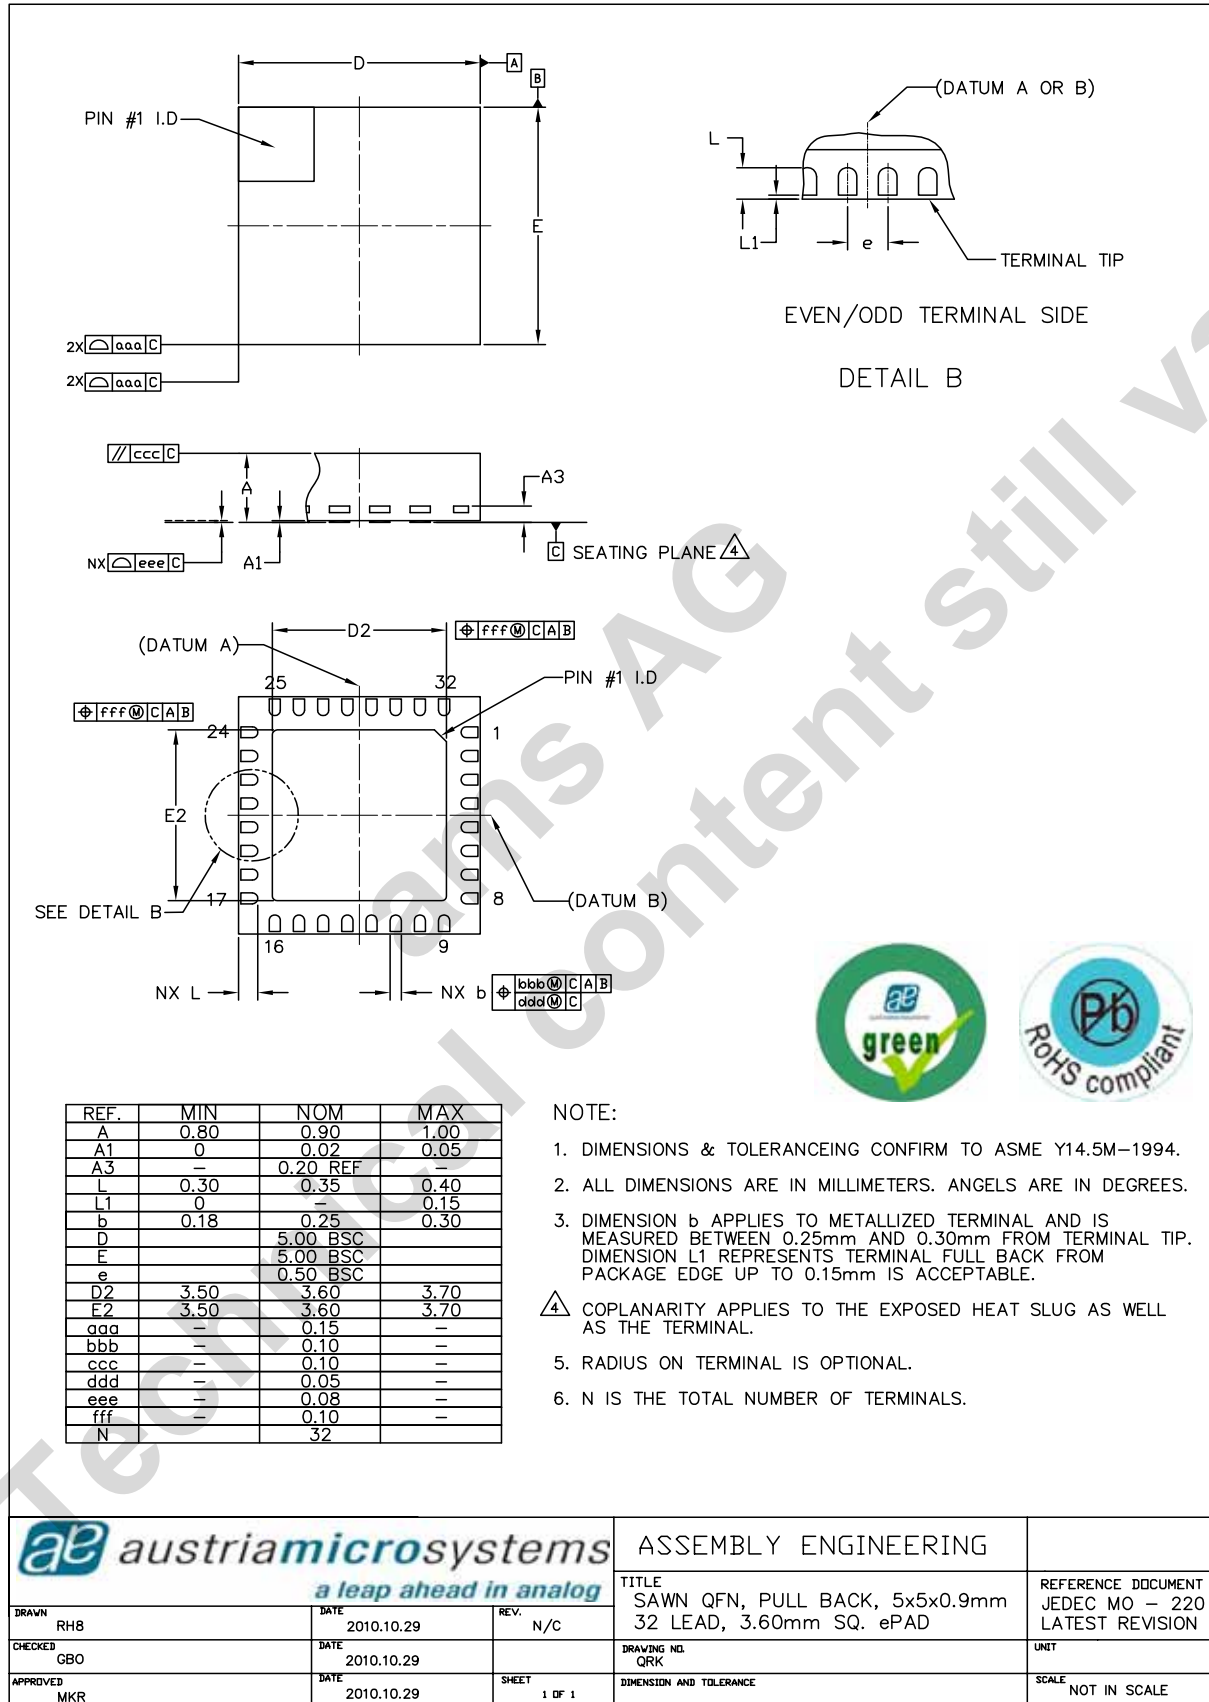 D
A
B
PIN #1 I.D
E
2X aaa C
2X aaa C
(DATUM A OR B)
L
L1
e
TERMINAL TIP
EVEN/ODD TERMINAL SIDE
DETAIL B
// ccc C
A
A3
NX eee C
A1
C SEATING PLANE 4
D2
fff M C A B
(DATUM A)
25 32
PIN #1 I.D
fff M C A B
24 1
E2
17 8
SEE DETAIL B
(DATUM B)
16 9
NX L
NX b
bbb M C A B
ddd M C
ae
green
Pb
RoHS compliant
REF. MIN NOM MAX
A 0.80 0.90 1.00
A1 0 0.02 0.05
A3 – 0.20 REF –
L 0.30 0.35 0.40
L1 0 – 0.15
b 0.18 0.25 0.30
D 5.00 BSC
E 5.00 BSC
e 0.50 BSC
D2 3.50 3.60 3.70
E2 3.50 3.60 3.70
aaa – 0.15 –
bbb – 0.10 –
ccc – 0.10 –
ddd – 0.05 –
eee – 0.08 –
fff – 0.10 –
N 32
NOTE:
1. DIMENSIONS & TOLERANCEING CONFIRM TO ASME Y14.5M–1994.
2. ALL DIMENSIONS ARE IN MILLIMETERS. ANGELS ARE IN DEGREES.
3. DIMENSION b APPLIES TO METALLIZED TERMINAL AND IS
MEASURED BETWEEN 0.25mm AND 0.30mm FROM TERMINAL TIP.
DIMENSION L1 REPRESENTS TERMINAL FULL BACK FROM
PACKAGE EDGE UP TO 0.15mm IS ACCEPTABLE.
4 COPLANARITY APPLIES TO THE EXPOSED HEAT SLUG AS WELL
AS THE TERMINAL.
5. RADIUS ON TERMINAL IS OPTIONAL.
6. N IS THE TOTAL NUMBER OF TERMINALS.
ams AG
Technical content still va
ae austriamicrosystems
a leap ahead in analog
ASSEMBLY ENGINEERING
TITLE
SAWN QFN, PULL BACK, 5x5x0.9mm
32 LEAD, 3.60mm SQ. ePAD
REFERENCE DOCUMENT
JEDEC MO – 220
LATEST REVISION
DRAWN
RH8
DATE
2010.10.29
REV.
N/C
CHECKED
GBO
DATE
2010.10.29
DRAWING NO.
QRK
UNIT
APPROVED
MKR
DATE
2010.10.29
SHEET
1 OF 1
DIMENSION AND TOLERANCE
SCALE
NOT IN SCALE